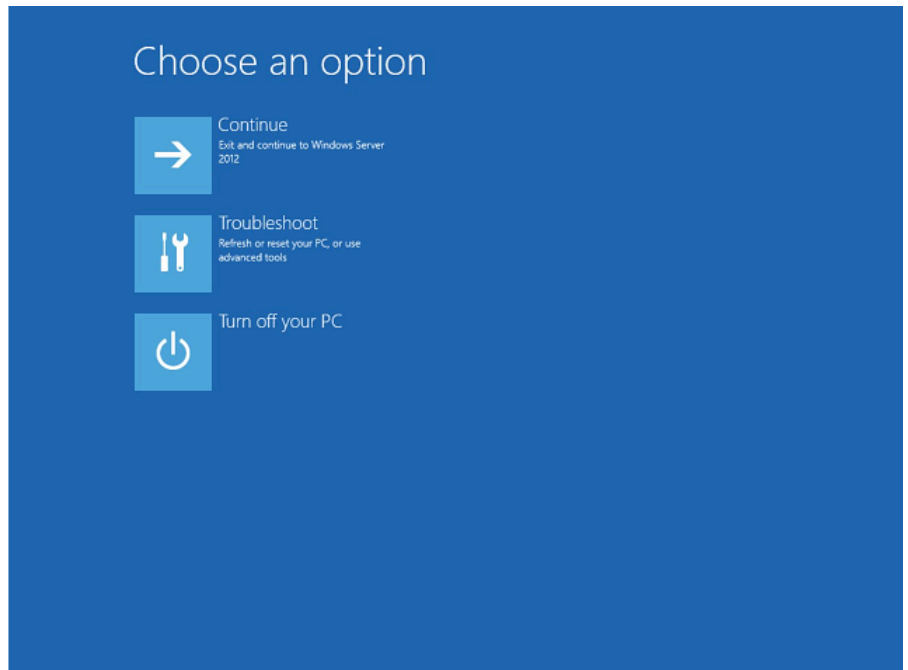 Choose an option
Continue
Exit and continue to Windows Server
2012
Troubleshoot
Refresh or reset your PC, or use
advanced tools
Turn off your PC